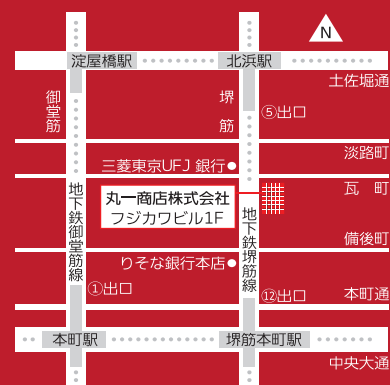 N
淀屋橋駅
北浜駅
土佐堀通
御堂筋
堺筋
⑤出口
淡路町
三菱東京UFJ 銀行
瓦 町
丸一商店株式会社
フジカワビル1F
地下鉄御堂筋線
地下鉄堺筋線
備後町
りそな銀行本店
①出口
⑫出口
本町通
本町駅
堺筋本町駅
中央大通